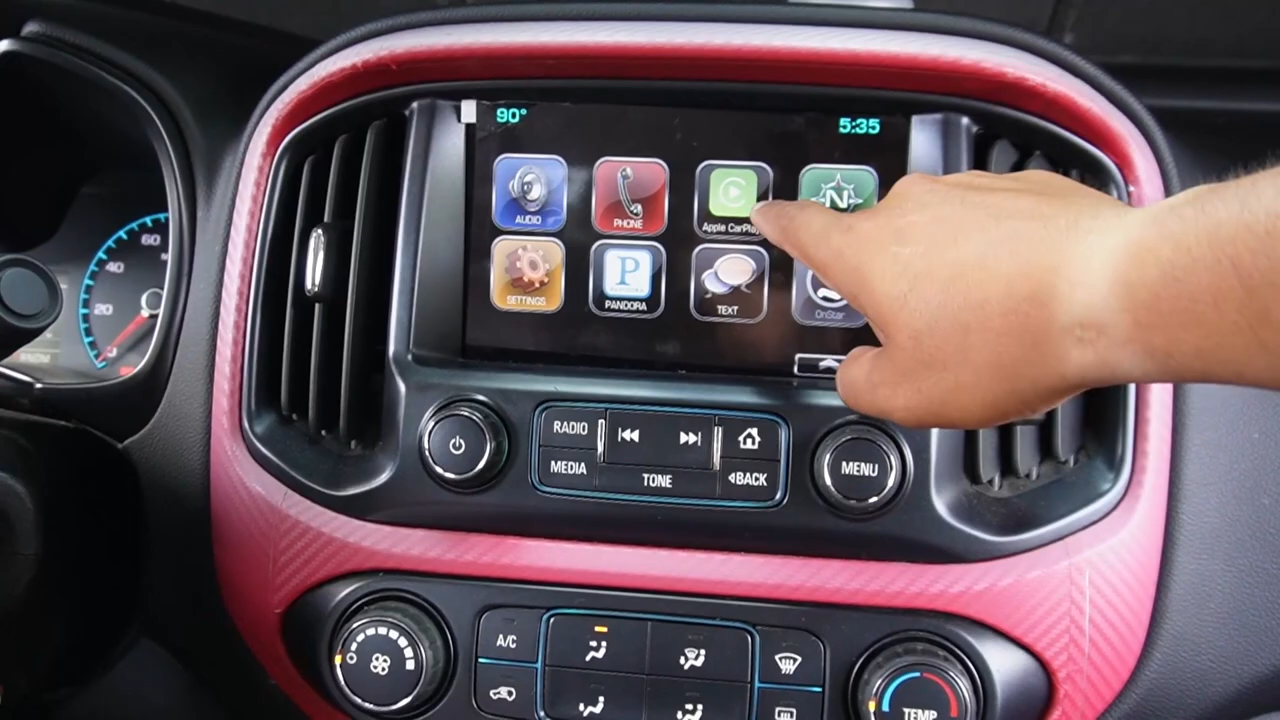 90° 5:35
AUDIO PHONE Apple CarPlay N
SETTINGS P PANDORA TEXT OnStar
60
40
20
RADIO
MEDIA TONE BACK
MENU
A/C
TEMP